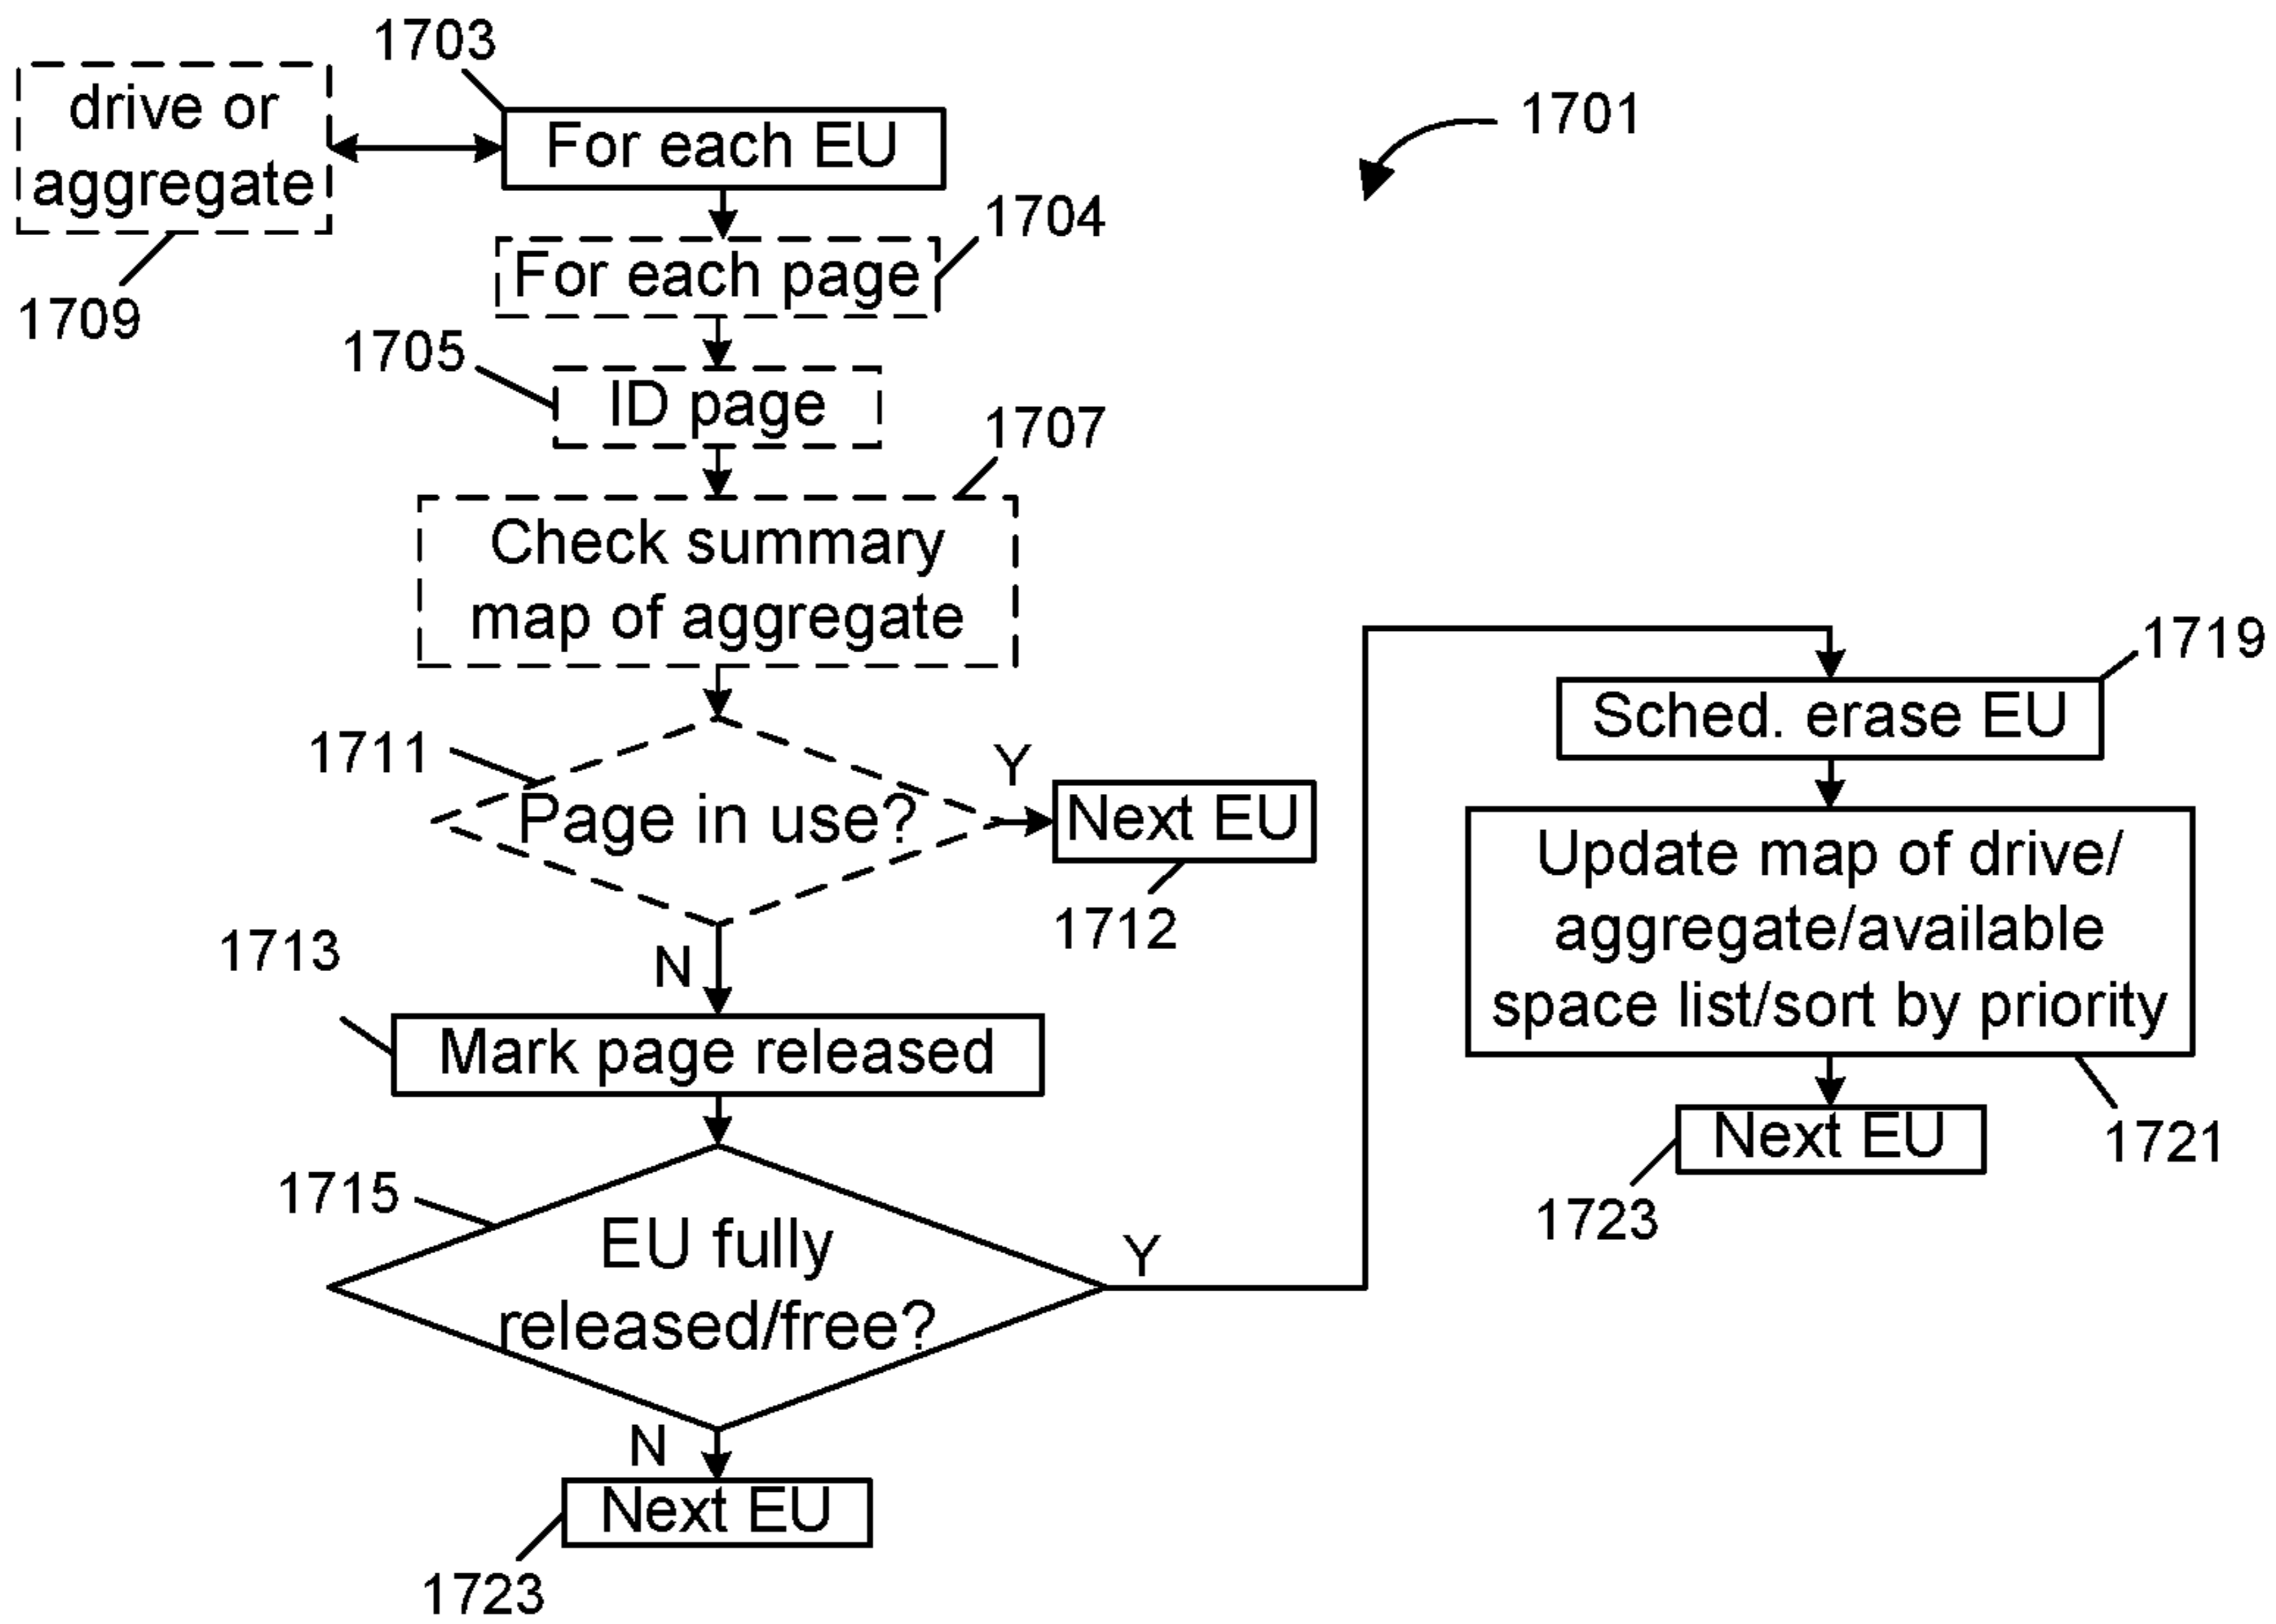 1703
drive or
aggregate
For each EU
1701
1709
1704
For each page
1705
ID page
1707
Check summary
map of aggregate
1711
Page in use?
Y
Next EU
1712
N
1713
Mark page released
1715
EU fully
released/free?
Y
N
Next EU
1723
1719
Sched. erase EU
Update map of drive/
aggregate/available
space list/sort by priority
1721
Next EU
1723